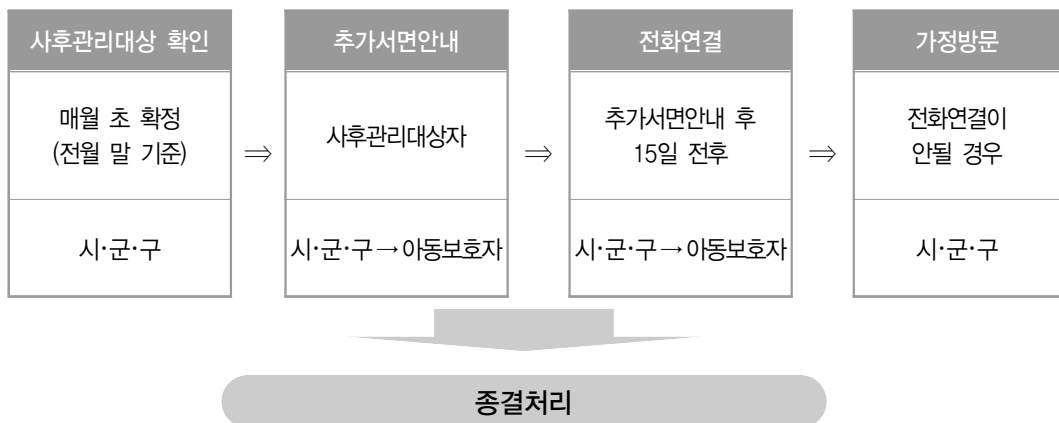 사후관리대상 확인
매월 초 확정
(전월 말 기준)
시·군·구
⇒
추가서면안내
사후관리대상자
시·군·구→아동보호자
⇒
전화연결
추가서면안내 후
15일 전후
시·군·구→아동보호자
⇒
가정방문
전화연결이
안될 경우
시·군·구
종결처리